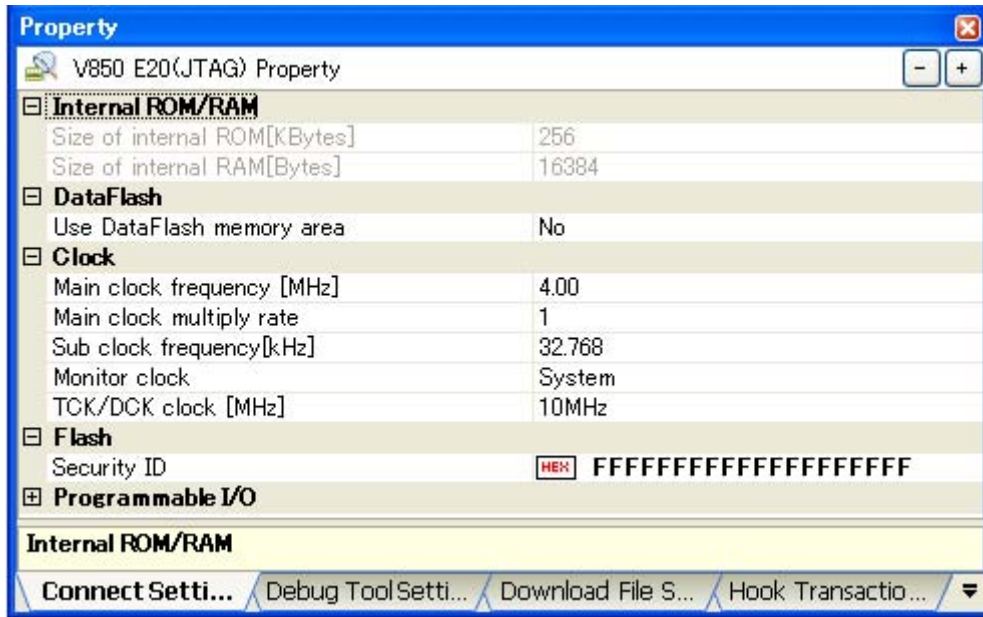 Property
V850 E20(JTAG) Property
- +
Internal ROM/RAM
Size of internal ROM[KBytes] 256
Size of internal RAM[Bytes] 16384
DataFlash
Use DataFlash memory area No
Clock
Main clock frequency [MHz] 4.00
Main clock multiply rate 1
Sub clock frequency[kHz] 32.768
Monitor clock System
TCK/DCK clock [MHz] 10MHz
Flash
Security ID HEX FFFFFFFFFFFFFFFFFFFF
Programmable I/O
Internal ROM/RAM
Connect Setti... Debug Tool Setti... Download File S... Hook Transactio...